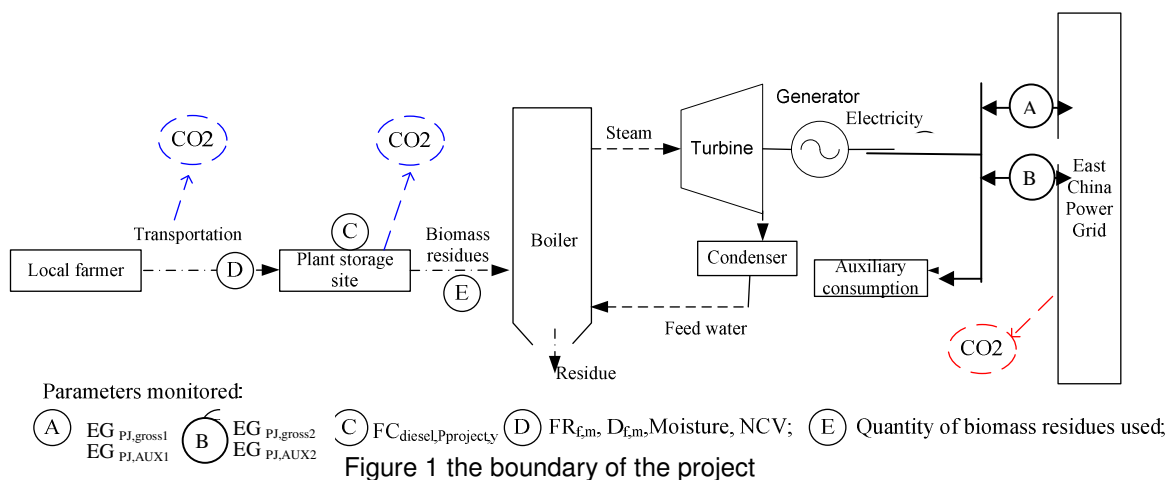 CO2
CO2
Transportation
Local farmer
D
C
Plant storage
site
Biomass
residues
E
Boiler
Steam
Turbine
Generator
Electricity
Condenser
Feed water
Residue
Auxiliary
consumption
A
B
East
China
Power
Grid
CO2
Parameters monitored:
A EG PJ,gross1
EG PJ,AUX1
B EG PJ,gross2
EG PJ,AUX2
C FCdiesel,Pproject,y D FRf,m, Df,m,Moisture, NCV; E Quantity of biomass residues used;
Figure 1 the boundary of the project